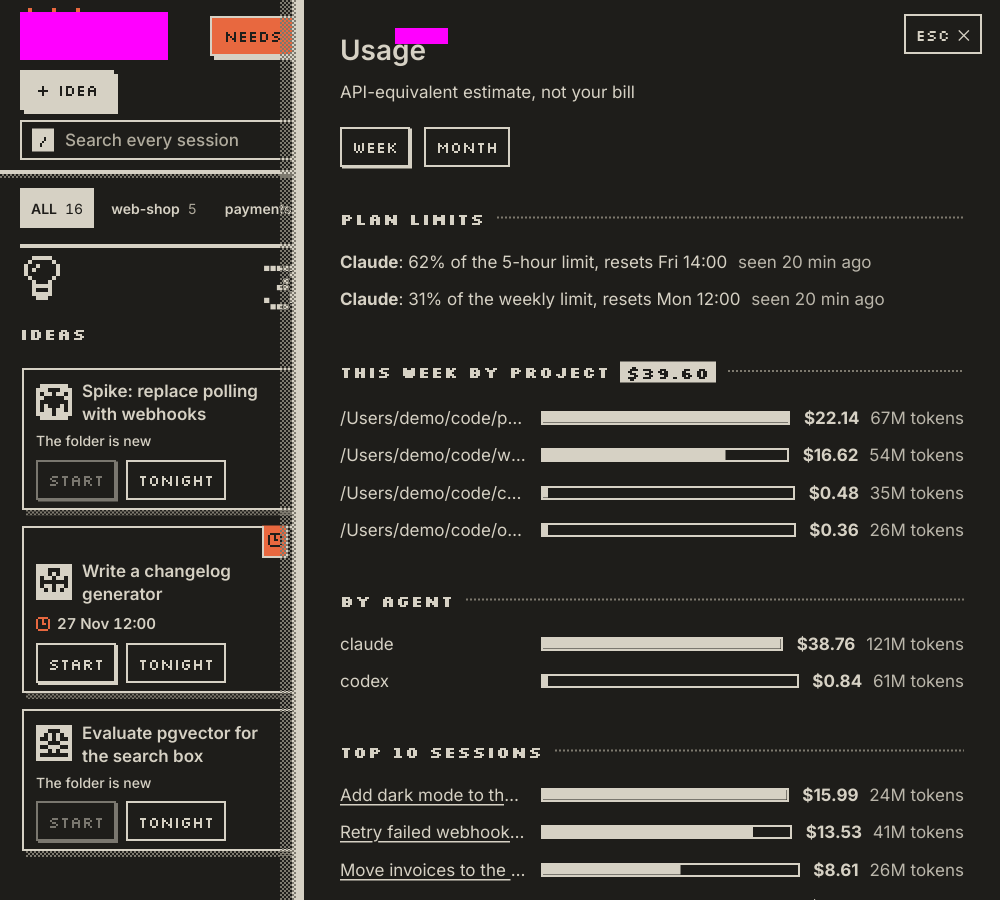 NEEDS
+ IDEA
/ Search every session
ALL 16 web-shop 5 payments
IDEAS
Spike: replace polling
with webhooks
The folder is new
START TONIGHT
Write a changelog
generator
27 Nov 12:00
START TONIGHT
Evaluate pgvector for
the search box
The folder is new
START TONIGHT
Usage
ESC ×
API-equivalent estimate, not your bill
WEEK MONTH
PLAN LIMITS
Claude: 62% of the 5-hour limit, resets Fri 14:00 seen 20 min ago
Claude: 31% of the weekly limit, resets Mon 12:00 seen 20 min ago
THIS WEEK BY PROJECT $39.60
/Users/demo/code/p... $22.14 67M tokens
/Users/demo/code/w... $16.62 54M tokens
/Users/demo/code/c... $0.48 35M tokens
/Users/demo/code/o... $0.36 26M tokens
BY AGENT
claude $38.76 121M tokens
codex $0.84 61M tokens
TOP 10 SESSIONS
Add dark mode to th... $15.99 24M tokens
Retry failed webhook... $13.53 41M tokens
Move invoices to the ... $8.61 26M tokens